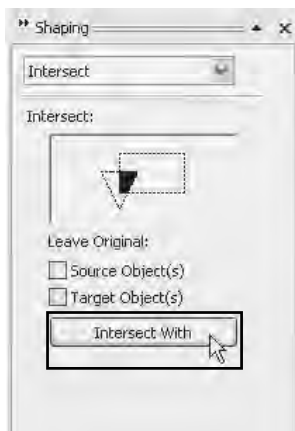 Shaping
Intersect
Intersect:
Leave Original:
Source Object(s)
Target Object(s)
Intersect With